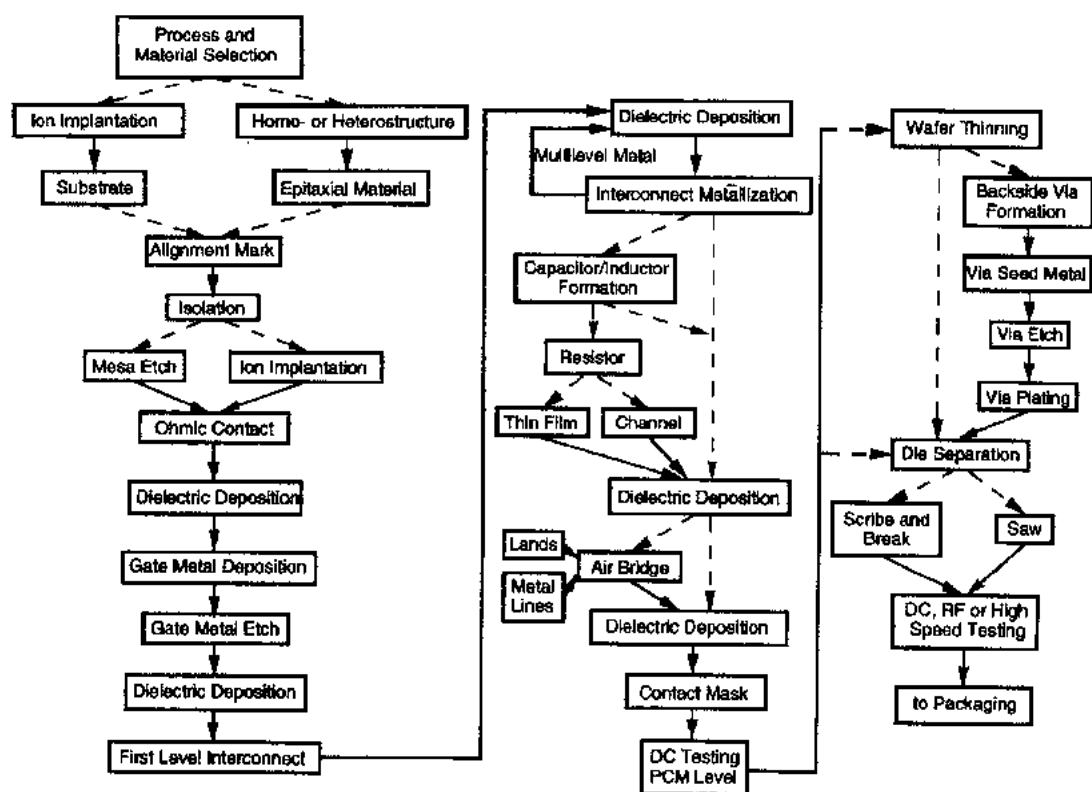 Process and
Material Selection
Ion Implantation
Homo- or Heterostructure
Substrate
Epitaxial Material
Alignment Mark
Isolation
Mesa Etch
Ion Implantation
Ohmic Contact
Dielectric Deposition
Gate Metal Deposition
Gate Metal Etch
Dielectric Deposition
First Level Interconnect
Dielectric Deposition
Multilevel Metal
Interconnect Metallization
Capacitor/Inductor
Formation
Resistor
Thin Film
Channel
Dielectric Deposition
Lands
Air Bridge
Metal
Lines
Dielectric Deposition
Contact Mask
DC Testing
PCM Level
Wafer Thinning
Backside Via
Formation
Via Seed Metal
Via Etch
Via Plating
Die Separation
Scribe and
Break
Saw
DC, RF or High
Speed Testing
to Packaging